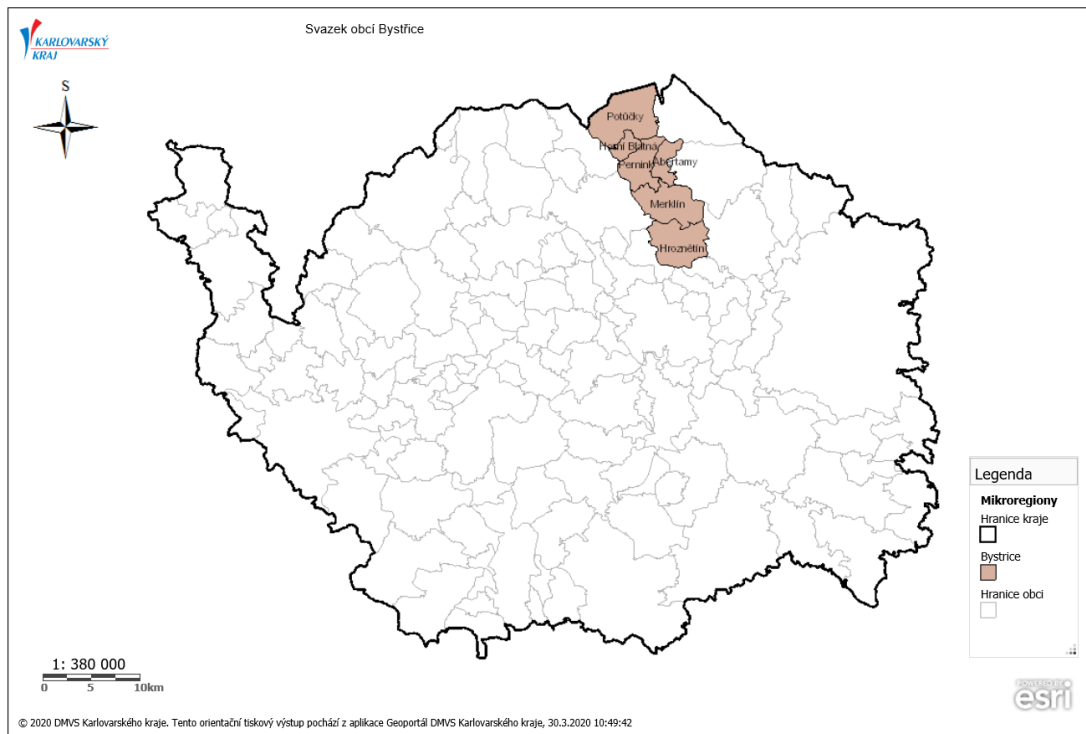 Svazek obcí Bystřice
KARLOVARSKÝ
KRAJ
S
Potůčky
Horní Blatná
Abertamy
Pernink
Merklín
Hroznětín
Legenda
Mikroregiony
Hranice kraje
Bystrice
Hranice obci
1: 380 000
0 5 10km
POWERED BY
esri
© 2020 DMVS Karlovarského kraje. Tento orientační tiskový výstup pochází z aplikace Geoportál DMVS Karlovarského kraje, 30.3.2020 10:49:42